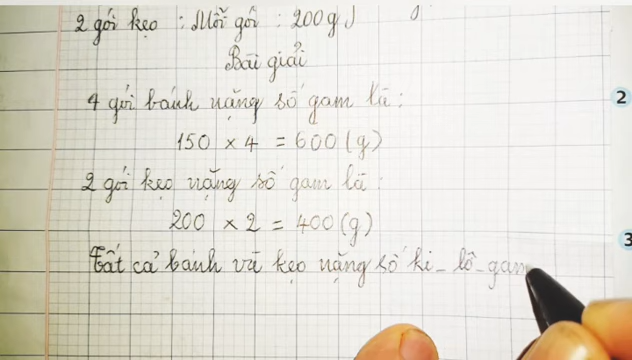 2 gói kẹo : Mỗi gói : 200g
Bài giải
4 gói bánh nặng số gam là :
150 × 4 = 600 (g)
2 gói kẹo nặng số gam là :
200 × 2 = 400 (g)
Tất cả bánh và kẹo nặng số ki-lô-gam
2
3